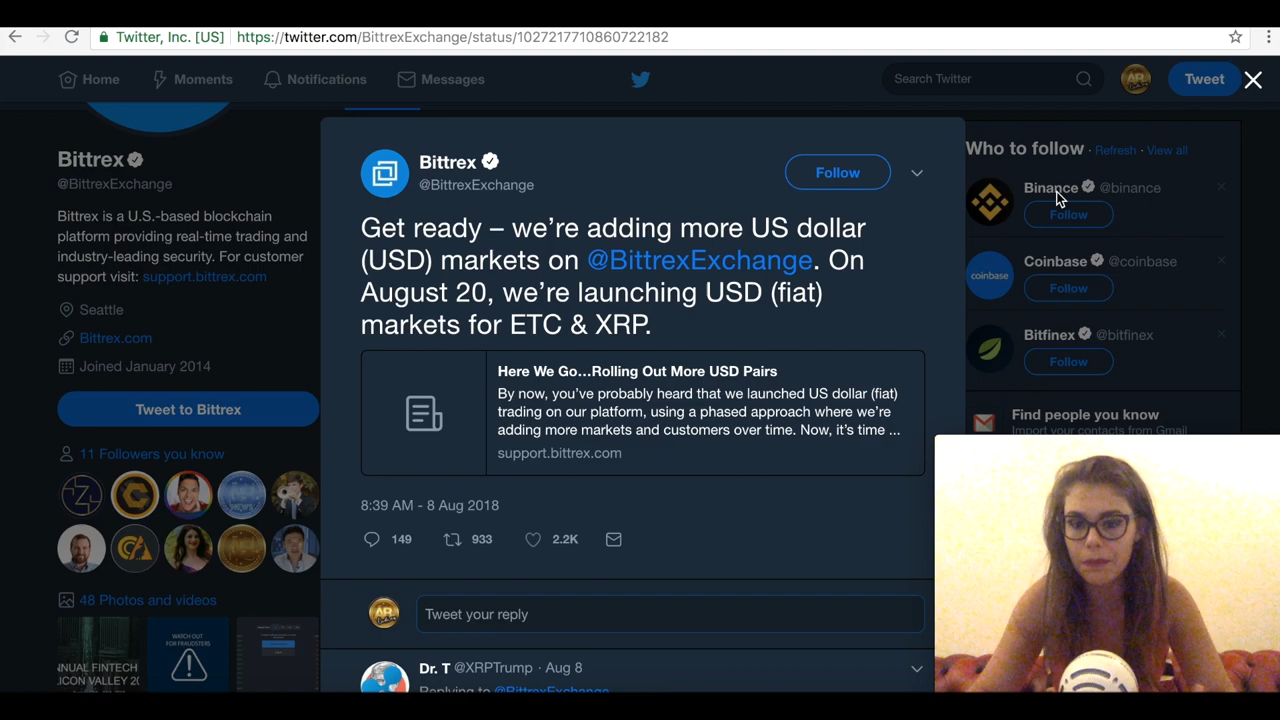 Twitter, Inc. [US] https://twitter.com/BittrexExchange/status/1027217710860722182
Home Moments Notifications Messages Search Twitter Tweet
Bittrex
@BittrexExchange
Bittrex is a U.S.-based blockchain
platform providing real-time trading and
industry-leading security. For customer
support visit: support.bittrex.com
Seattle
Bittrex.com
Joined January 2014
Tweet to Bittrex
11 Followers you know
48 Photos and videos
NNUAL FINTECH
ICON VALLEY 20
WATCH OUT
FOR FRAUDSTERS
Bittrex
@BittrexExchange
Follow
Get ready – we’re adding more US dollar
(USD) markets on @BittrexExchange. On
August 20, we’re launching USD (fiat)
markets for ETC & XRP.
Here We Go…Rolling Out More USD Pairs
By now, you’ve probably heard that we launched US dollar (fiat)
trading on our platform, using a phased approach where we’re
adding more markets and customers over time. Now, it’s time ...
support.bittrex.com
8:39 AM - 8 Aug 2018
149 933 2.2K
Tweet your reply
Dr. T @XRPTrump · Aug 8
Replying to @BittrexExchange
Who to follow · Refresh · View all
Binance @binance
Follow
Coinbase @coinbase
coinbase
Follow
Bitfinex @bitfinex
Follow
Find people you know
Import your contacts from Gmail